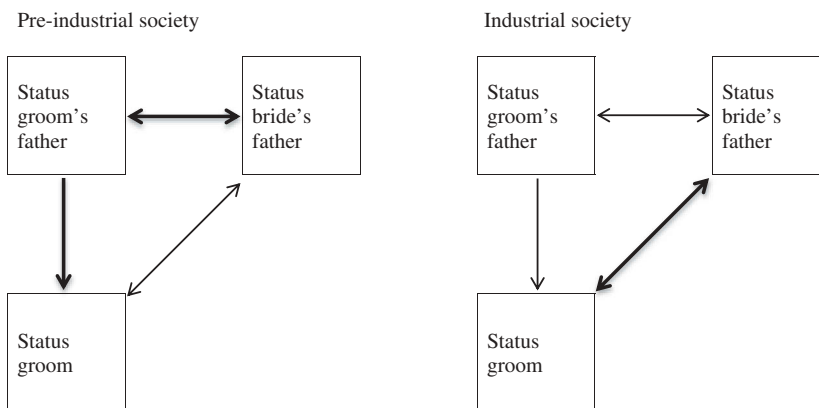 Pre-industrial society
Status
groom's
father
Status
bride's
father
Status
groom
Industrial society
Status
groom's
father
Status
bride's
father
Status
groom